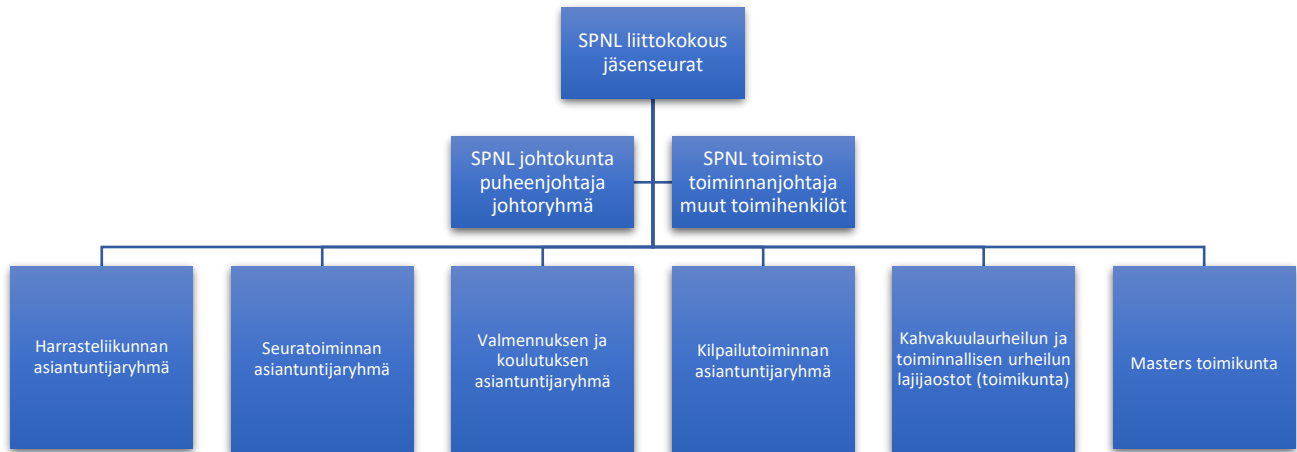 SPNL liittokokous
jäsenseurat
SPNL johtokunta
puheenjohtaja
johtoryhmä
SPNL toimisto
toiminnanjohtaja
muut toimihenkilöt
Harrasteliikunnan
asiantuntijaryhmä
Seuratoiminnan
asiantuntijaryhmä
Valmennuksen ja
koulutuksen
asiantuntijaryhmä
Kilpailutoiminnan
asiantuntijaryhmä
Kahvakuulaurheilun ja
toiminnallisen urheilun
lajijaostot (toimikunta)
Masters toimikunta